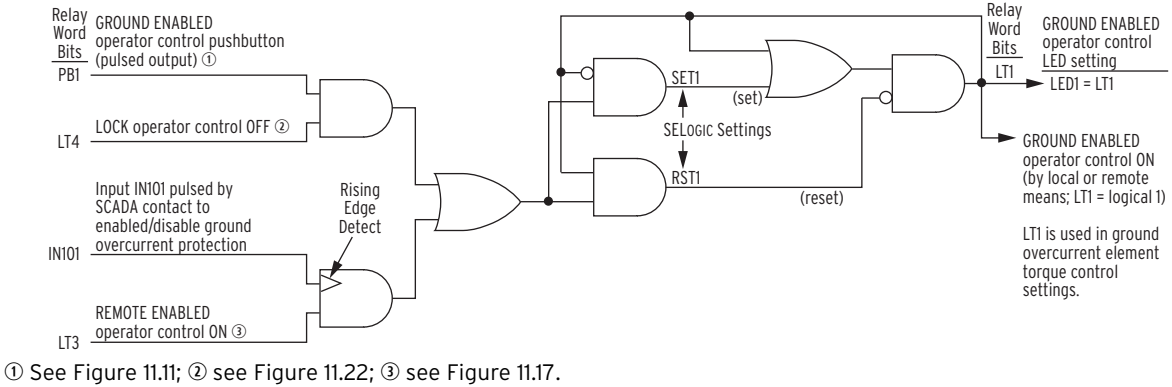 Relay
Word
Bits
GROUND ENABLED
operator control pushbutton
(pulsed output) ①
PB1
LOCK operator control OFF ②
LT4
Input IN101 pulsed by
SCADA contact to
enabled/disable ground
overcurrent protection
IN101
Rising
Edge
Detect
REMOTE ENABLED
operator control ON ③
LT3
SET1
(set)
SELOGIC Settings
RST1
(reset)
Relay
Word
Bits
LT1
GROUND ENABLED
operator control
LED setting
LED1 = LT1
GROUND ENABLED
operator control ON
(by local or remote
means; LT1 = logical 1)
LT1 is used in ground
overcurrent element
torque control
settings.
① See Figure 11.11; ② see Figure 11.22; ③ see Figure 11.17.